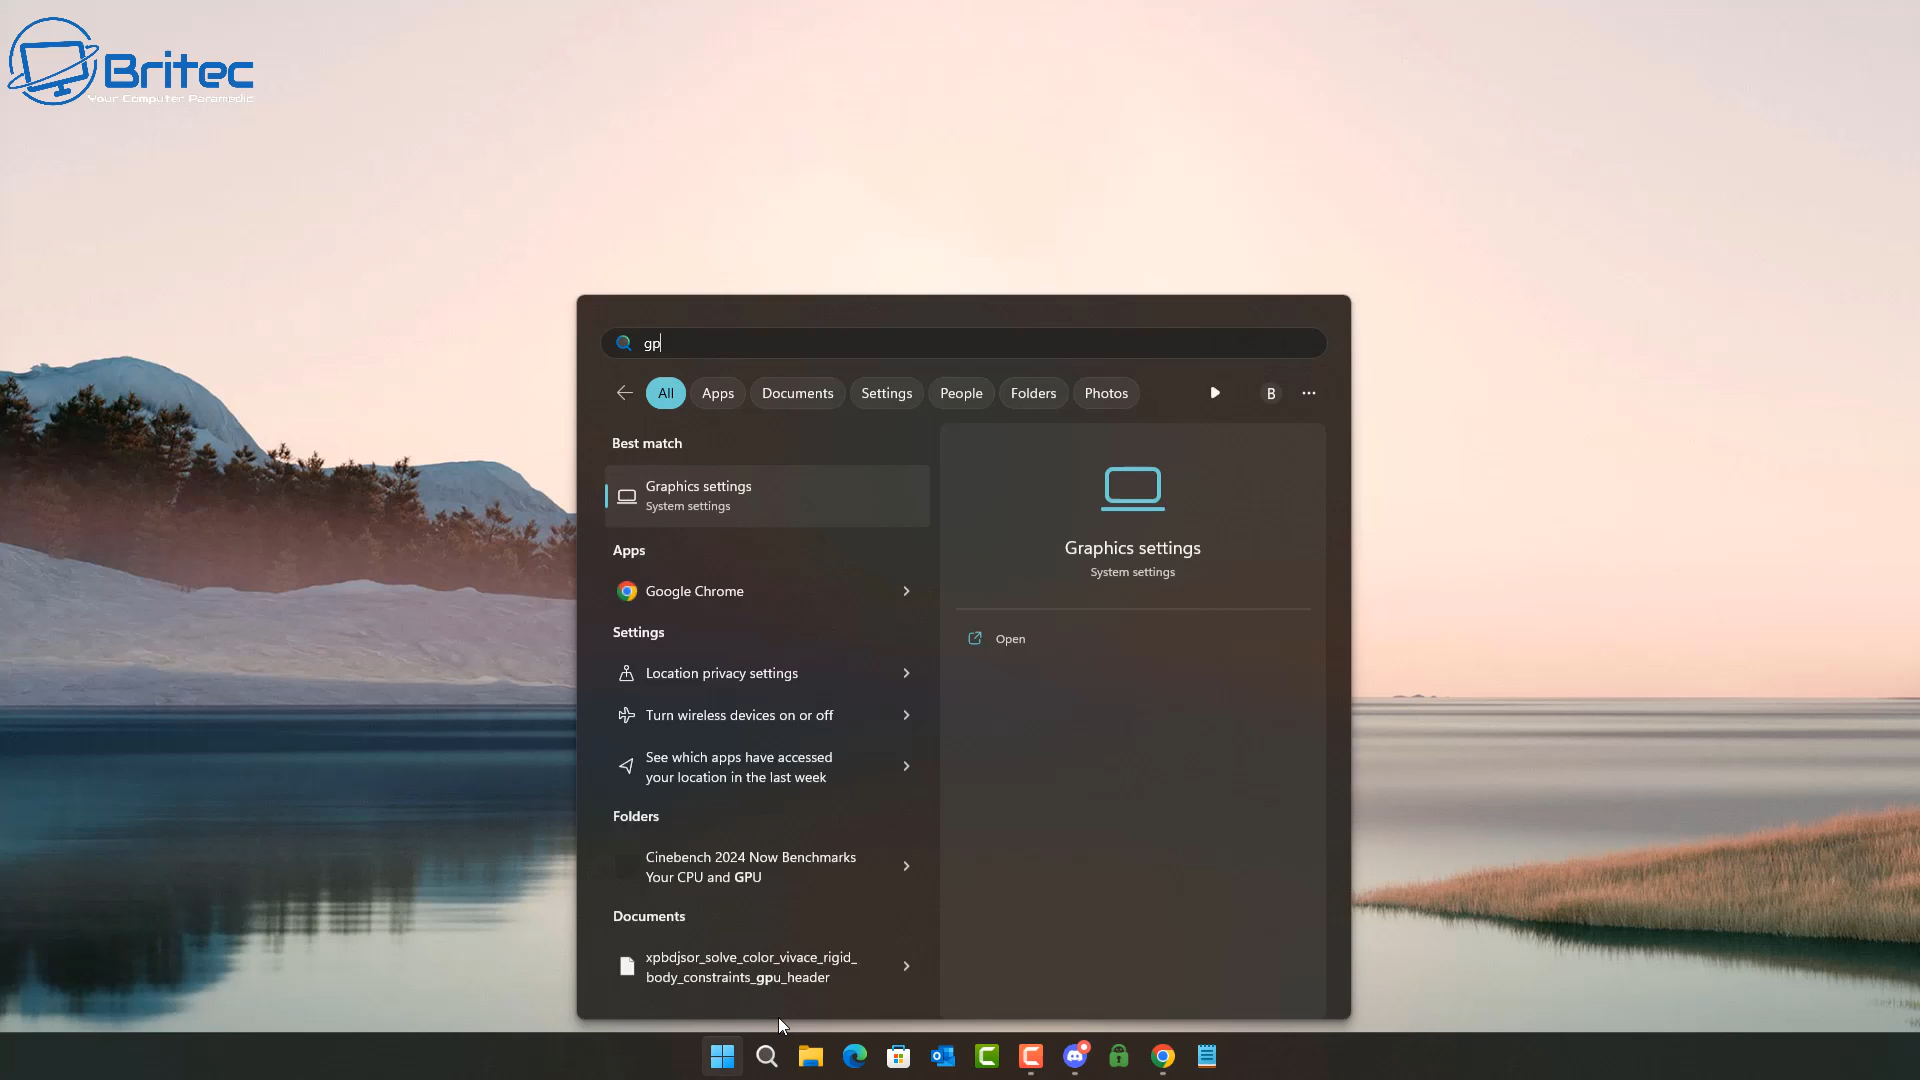 Britec
Your Computer Paramedic
gp
All
Apps
Documents
Settings
People
Folders
Photos
B
Best match
Graphics settings
System settings
Apps
Google Chrome
Settings
Location privacy settings
Turn wireless devices on or off
See which apps have accessed
your location in the last week
Folders
Cinebench 2024 Now Benchmarks
Your CPU and GPU
Documents
xpbdjsor_solve_color_vivace_rigid_
body_constraints_gpu_header
Graphics settings
System settings
Open